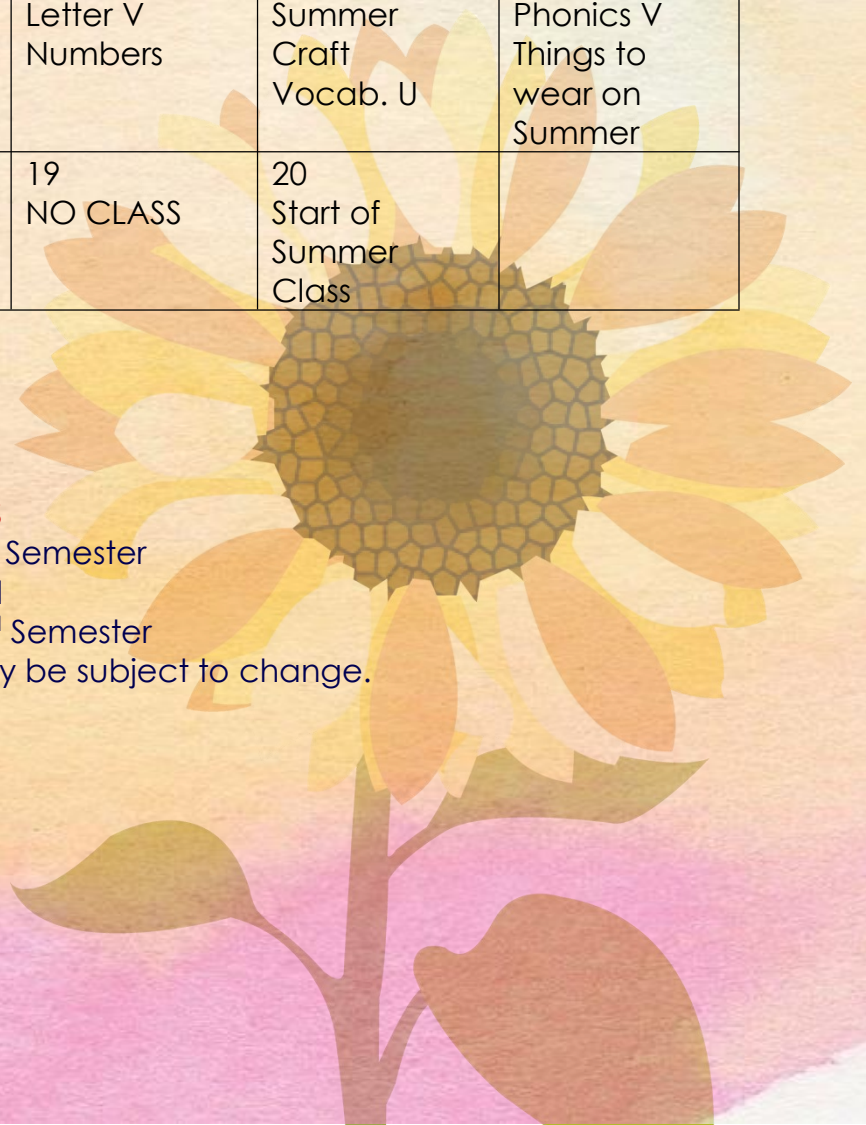 Letter V
Numbers
Summer
Craft
Vocab. U
Phonics V
Things to
wear on
Summer
19
NO CLASS
20
Start of
Summer
Class
Semester
Semester
be subject to change.